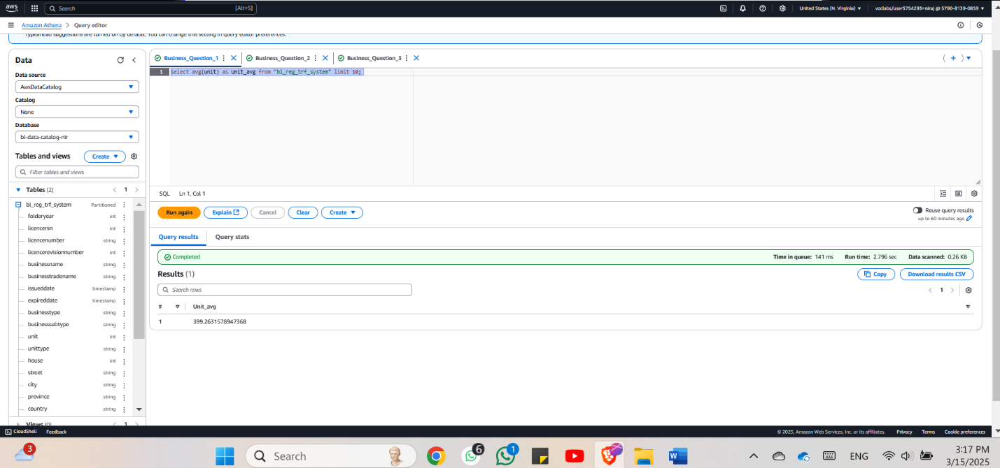 aws Search [Alt+S] United States (N. Virginia) voclabs/user3754293=niraj @ 5790-8139-0859
Amazon Athena > Query editor
Typeahead suggestions are turned on by default. You can change this setting in query editor preferences.
Data
Data source
AwsDataCatalog
Catalog
None
Database
bl-data-catalog-nir
Tables and views Create
Filter tables and views
Tables (2) 1
bl_reg_trf_system Partitioned
folderyear int
licencersn int
licencenumber string
licencerevisionnumber int
businessname string
businesstradename string
issueddate timestamp
expireddate timestamp
businesstype string
businesssubtype string
unit int
unittype string
house int
street string
city string
province string
country string
Views (0) 1
Business_Question_1 Business_Question_2 Business_Question_3
1 select avg(unit) as Unit_avg from "bl_reg_trf_system" limit 10;
SQL Ln 1, Col 1
Run again Explain Cancel Clear Create
Reuse query results
up to 60 minutes ago
Query results Query stats
Completed Time in queue: 141 ms Run time: 2.796 sec Data scanned: 0.26 KB
Results (1) Copy Download results CSV
Search rows 1
# Unit_avg
1 399.2631578947368
CloudShell Feedback © 2025, Amazon Web Services, Inc. or its affiliates. Privacy Terms Cookie preferences
3 Search 6 1 ENG 3:17 PM
3/15/2025